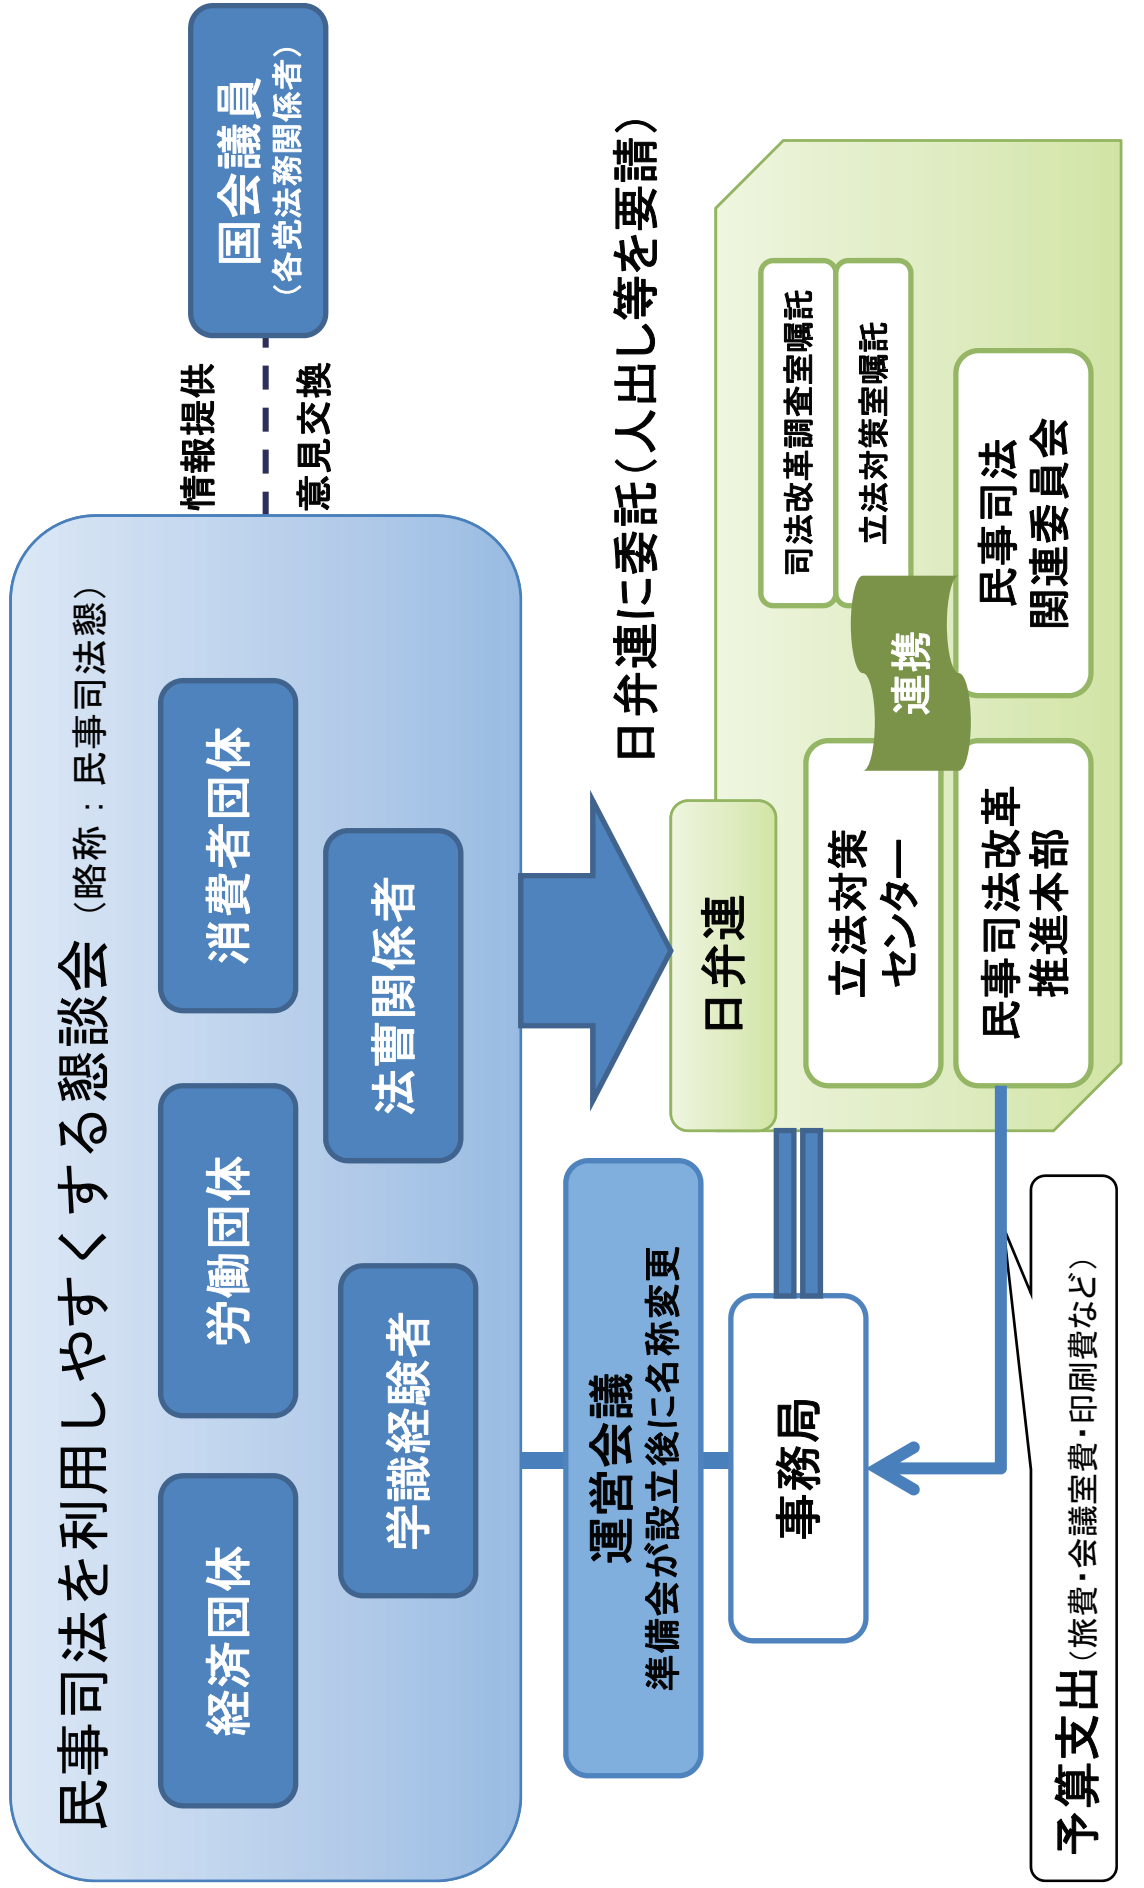 民事司法を利用しやすくする懇談会（略称：民事司法懇）
経済団体
労働団体
消費者団体
学識経験者
法曹関係者
情報提供
意見交換
国会議員
（各党法務関係者）
運営会議
準備会が設立後に名称変更
日弁連に委託（人出し等を要請）
事務局
日弁連
立法対策
センター
民事司法改革
推進本部
連携
司法改革調査室嘱託
立法対策室嘱託
民事司法
関連委員会
予算支出（旅費・会議室費・印刷費など）